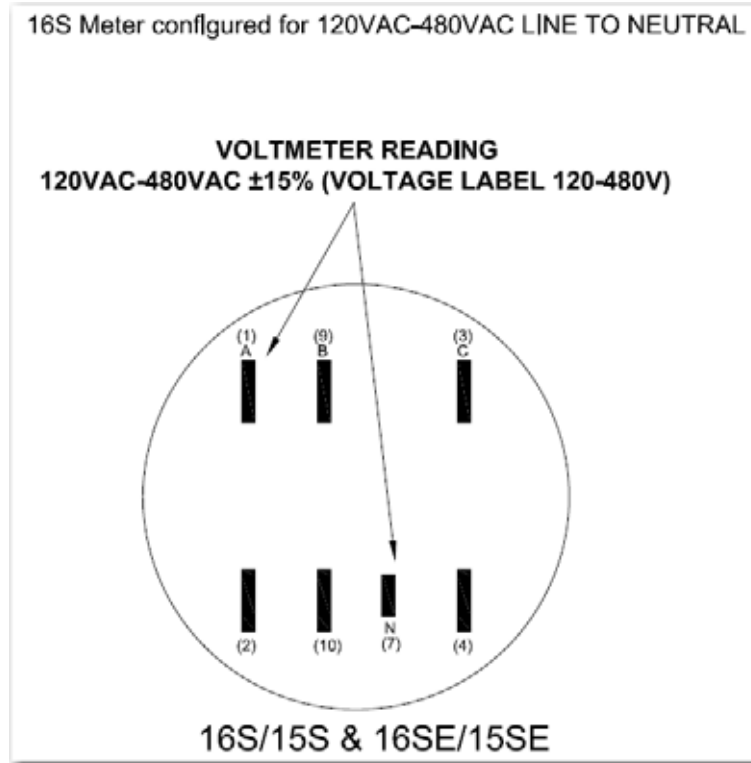 16S Meter configured for 120VAC-480VAC LINE TO NEUTRAL
VOLTMETER READING
120VAC-480VAC ±15% (VOLTAGE LABEL 120-480V)
(1) (9) (3)
A B C
N
(2) (10) (7) (4)
16S/15S & 16SE/15SE